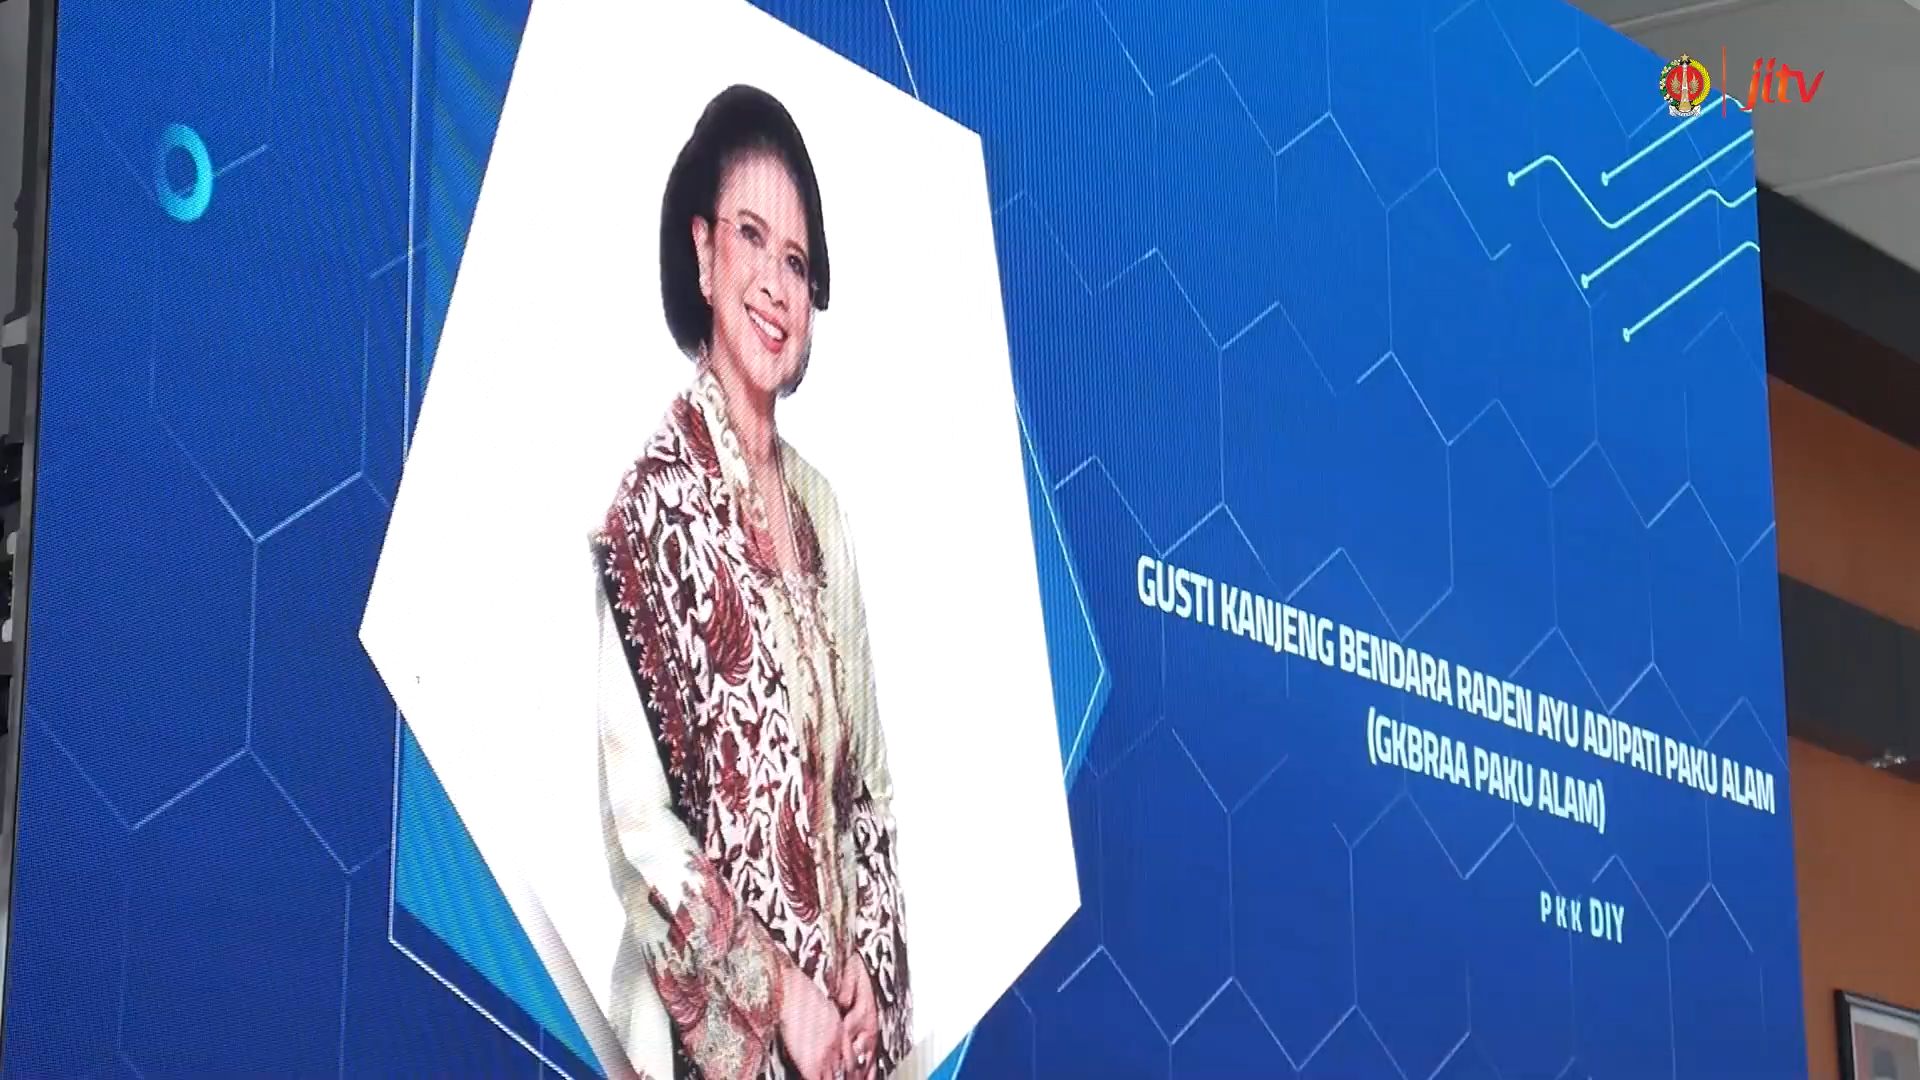 jitv
GUSTI KANJENG BENDARA RADEN AYU ADIPATI PAKU ALAM
(GKBRAA PAKU ALAM)
PKK DIY